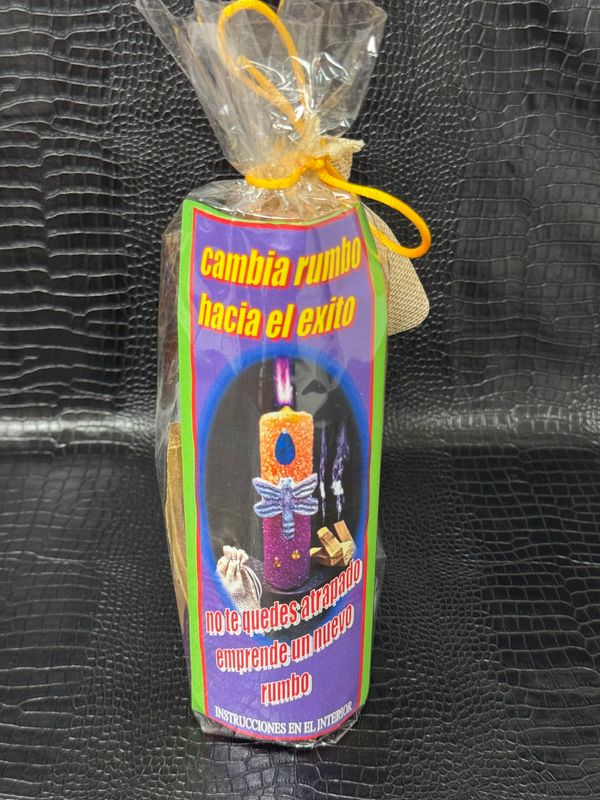 cambia rumbo
hacia el exito
no te quedes atrapado
emprende un nuevo
rumbo
INSTRUCCIONES EN EL INTERIOR